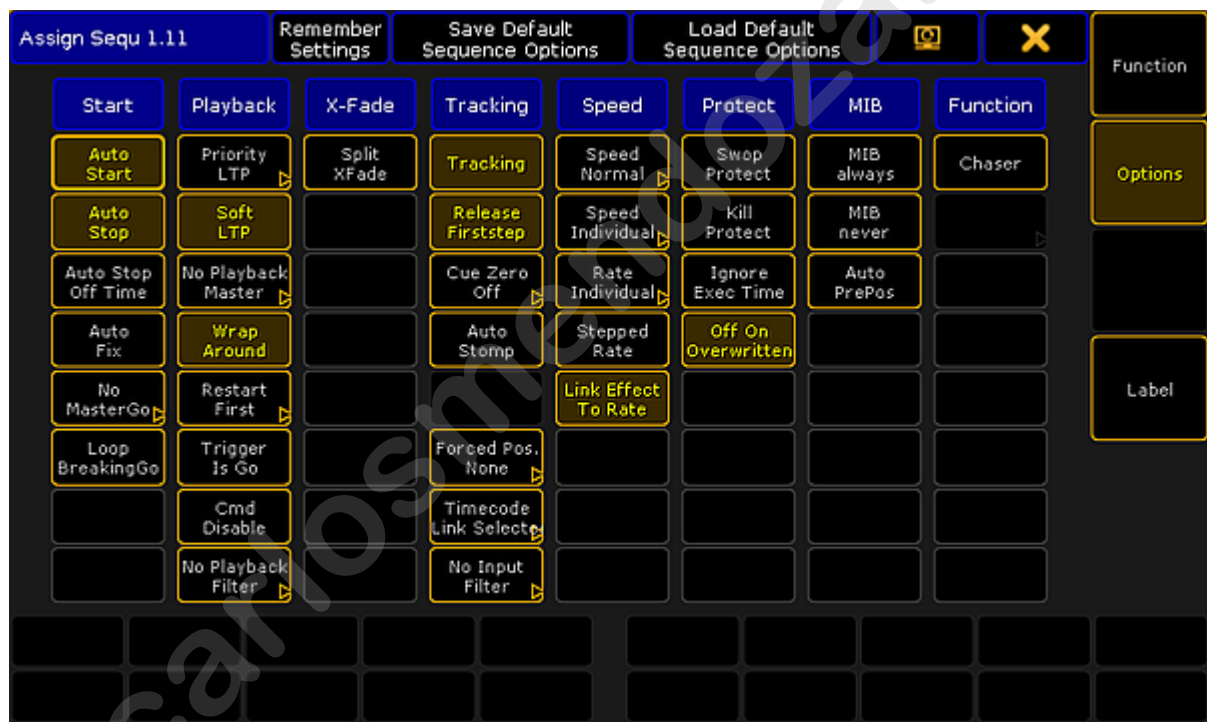 Assign Sequ 1.11
Remember
Settings
Save Default
Sequence Options
Load Default
Sequence Options
Function
Start
Playback
X-Fade
Tracking
Speed
Protect
MIB
Function
Auto
Start
Priority
LTP
Split
XFade
Tracking
Speed
Normal
Swop
Protect
MIB
always
Chaser
Options
Auto
Stop
Soft
LTP
Release
Firststep
Speed
Individual
Kill
Protect
MIB
never
Auto Stop
Off Time
No Playback
Master
Cue Zero
Off
Rate
Individual
Ignore
Exec Time
Auto
PrePos
Auto
Fix
Wrap
Around
Auto
Stomp
Stepped
Rate
Off On
Overwritten
No
MasterGo
Restart
First
Link Effect
To Rate
Label
Loop
BreakingGo
Trigger
Is Go
Forced Pos.
None
Cmd
Disable
Timecode
Link Selecte
No Playback
Filter
No Input
Filter
carlosmendoza